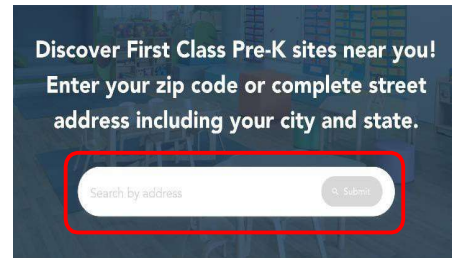 Discover First Class Pre-K sites near you!
Enter your zip code or complete street
address including your city and state.
Search by address
Submit